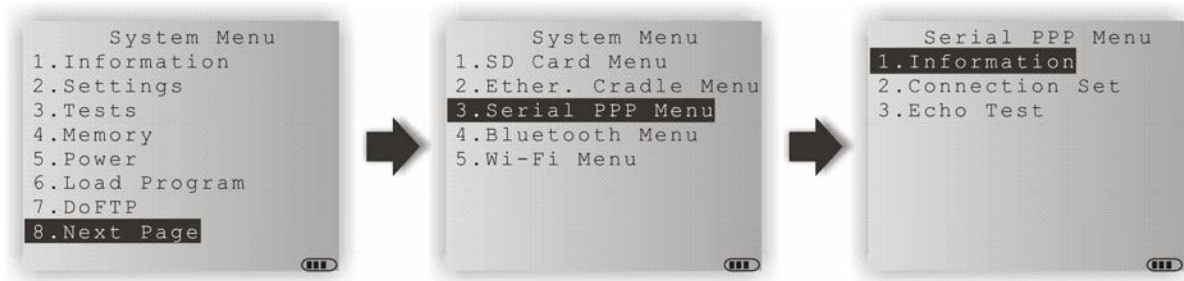 System Menu
1.Information
2.Settings
3.Tests
4.Memory
5.Power
6.Load Program
7.DoFTP
8.Next Page
System Menu
1.SD Card Menu
2.Ether. Cradle Menu
3.Serial PPP Menu
4.Bluetooth Menu
5.Wi-Fi Menu
Serial PPP Menu
1.Information
2.Connection Set
3.Echo Test